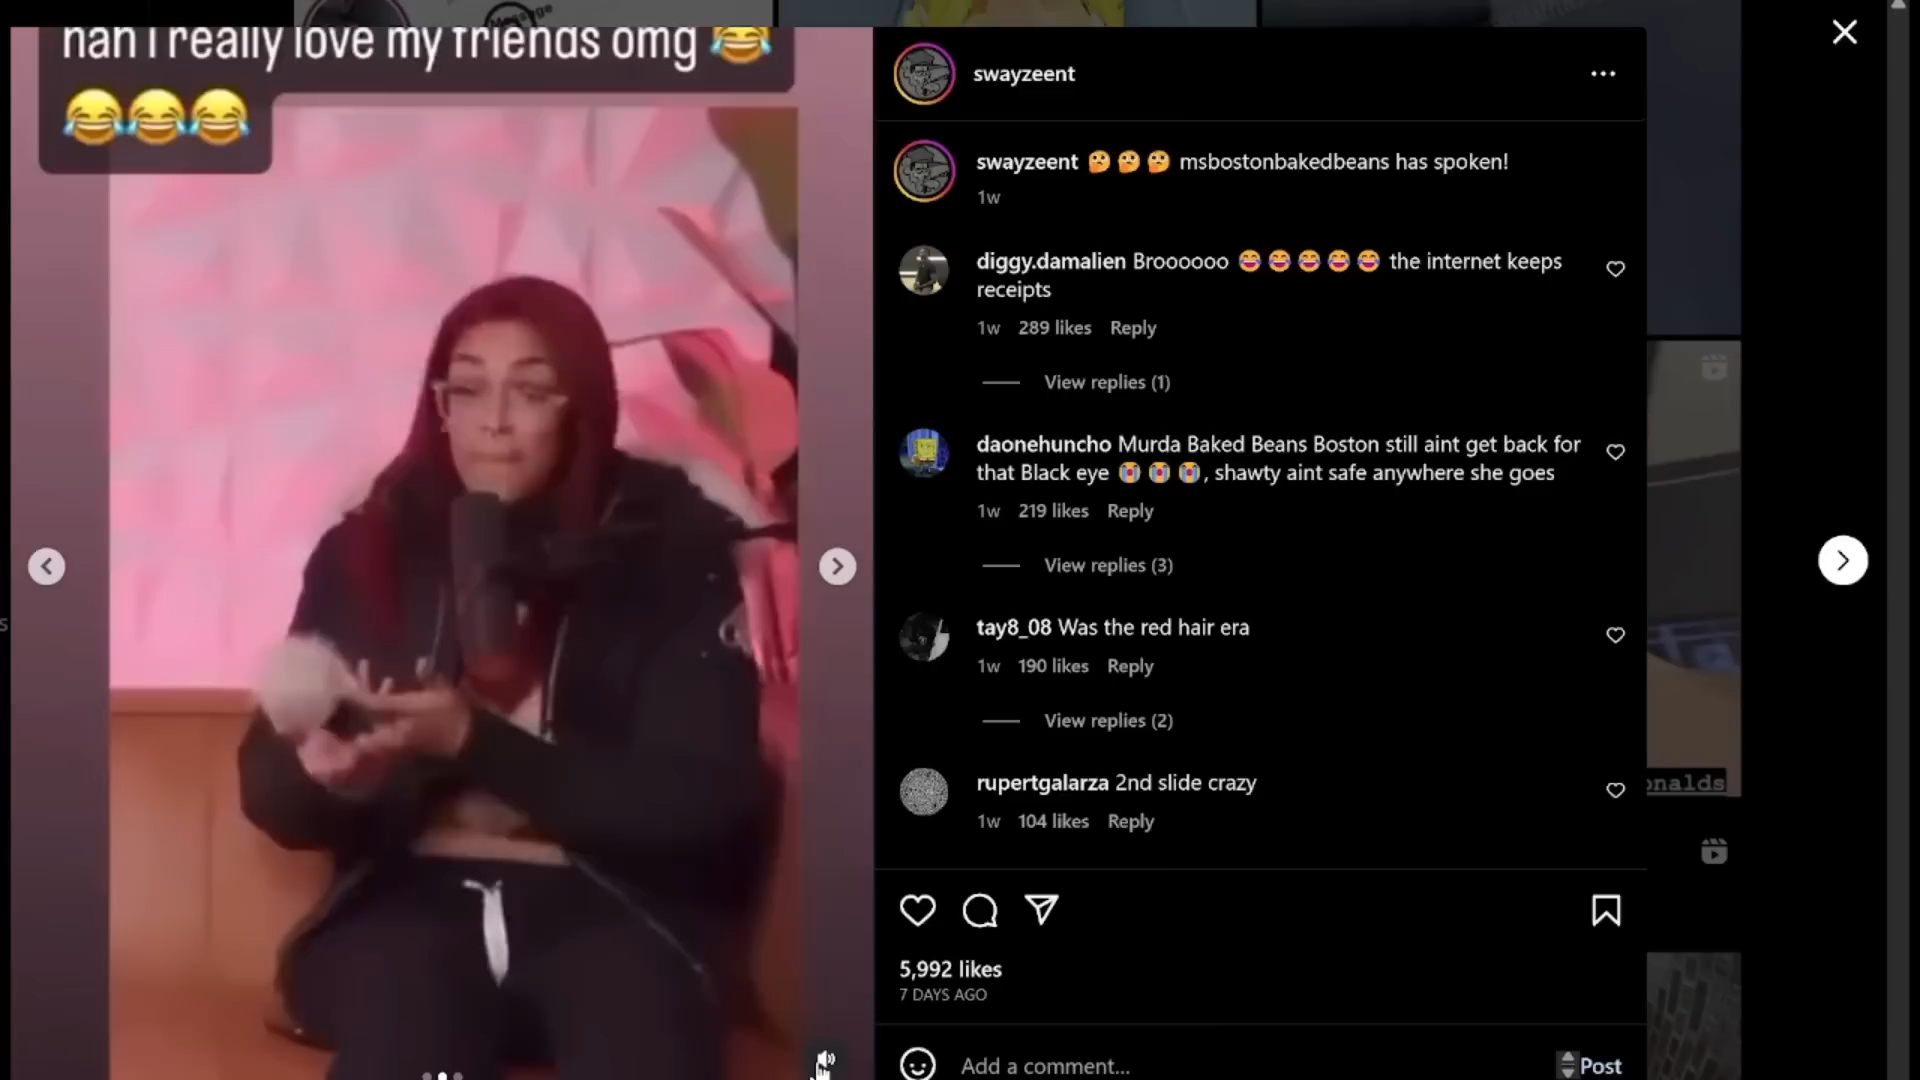 Message
nah i really love my friends omg 😂
😂😂😂
swayzeent
swayzeent 🤔🤔🤔 msbostonbakedbeans has spoken!
1w
diggy.damalien Broooooo 😂😂😂😂😂 the internet keeps
receipts
1w 289 likes Reply
View replies (1)
daonehuncho Murda Baked Beans Boston still aint get back for
that Black eye 😭😭😭, shawty aint safe anywhere she goes
1w 219 likes Reply
View replies (3)
tay8_08 Was the red hair era
1w 190 likes Reply
View replies (2)
rupertgalarza 2nd slide crazy
1w 104 likes Reply
onalds
5,992 likes
7 DAYS AGO
Add a comment...
Post